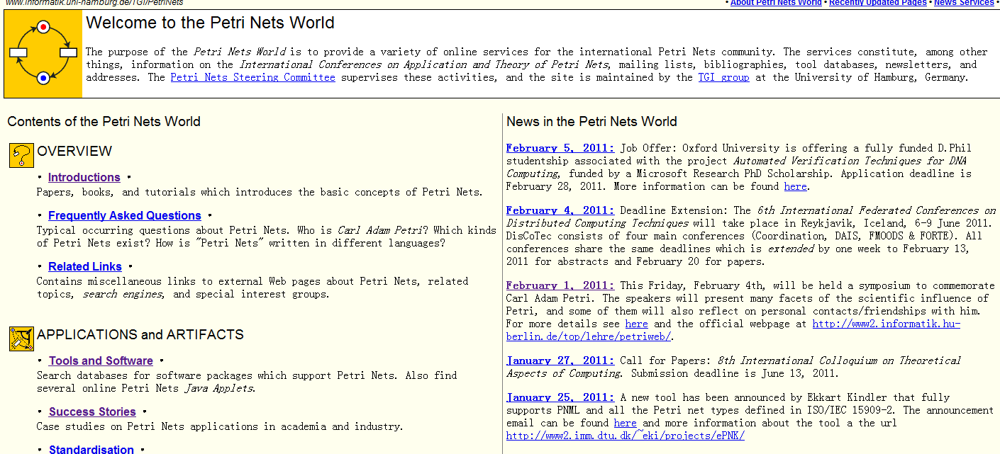 www.informatik.uni-hamburg.de/TGI/PetriNets
• About Petri Nets World • Recently Updated Pages • News Services •
Welcome to the Petri Nets World
The purpose of the Petri Nets World is to provide a variety of online services for the international Petri Nets community. The services constitute, among other
things, information on the International Conferences on Application and Theory of Petri Nets, mailing lists, bibliographies, tool databases, newsletters, and
addresses. The Petri Nets Steering Committee supervises these activities, and the site is maintained by the TGI group at the University of Hamburg, Germany.
Contents of the Petri Nets World
OVERVIEW
• Introductions •
Papers, books, and tutorials which introduces the basic concepts of Petri Nets.
• Frequently Asked Questions •
Typical occurring questions about Petri Nets. Who is Carl Adam Petri? Which kinds
of Petri Nets exist? How is "Petri Nets" written in different languages?
• Related Links •
Contains miscellaneous links to external Web pages about Petri Nets, related
topics, search engines, and special interest groups.
APPLICATIONS and ARTIFACTS
• Tools and Software •
Search databases for software packages which support Petri Nets. Also find
several online Petri Nets Java Applets.
• Success Stories •
Case studies on Petri Nets applications in academia and industry.
• Standardisation •
News in the Petri Nets World
February 5, 2011: Job Offer: Oxford University is offering a fully funded D.Phil
studentship associated with the project Automated Verification Techniques for DNA
Computing, funded by a Microsoft Research PhD Scholarship. Application deadline is
February 28, 2011. More information can be found here.
February 4, 2011: Deadline Extension: The 6th International Federated Conferences on
Distributed Computing Techniques will take place in Reykjavik, Iceland, 6-9 June 2011.
DisCoTec consists of four main conferences (Coordination, DAIS, FMOODS & FORTE). All
conferences share the same deadlines which is extended by one week to February 13,
2011 for abstracts and February 20 for papers.
February 1, 2011: This Friday, February 4th, will be held a symposium to commemorate
Carl Adam Petri. The speakers will present many facets of the scientific influence of
Petri, and some of them will also reflect on personal contacts/friendships with him.
For more details see here and the official webpage at http://www2.informatik.hu-
berlin.de/top/lehre/petriweb/.
January 27, 2011: Call for Papers: 8th International Colloquium on Theoretical
Aspects of Computing. Submission deadline is June 13, 2011.
January 25, 2011: A new tool has been announced by Ekkart Kindler that fully
supports PNML and all the Petri net types defined in ISO/IEC 15909-2. The announcement
email can be found here and more information about the tool a the url
http://www2.imm.dtu.dk/~eki/projects/ePNK/